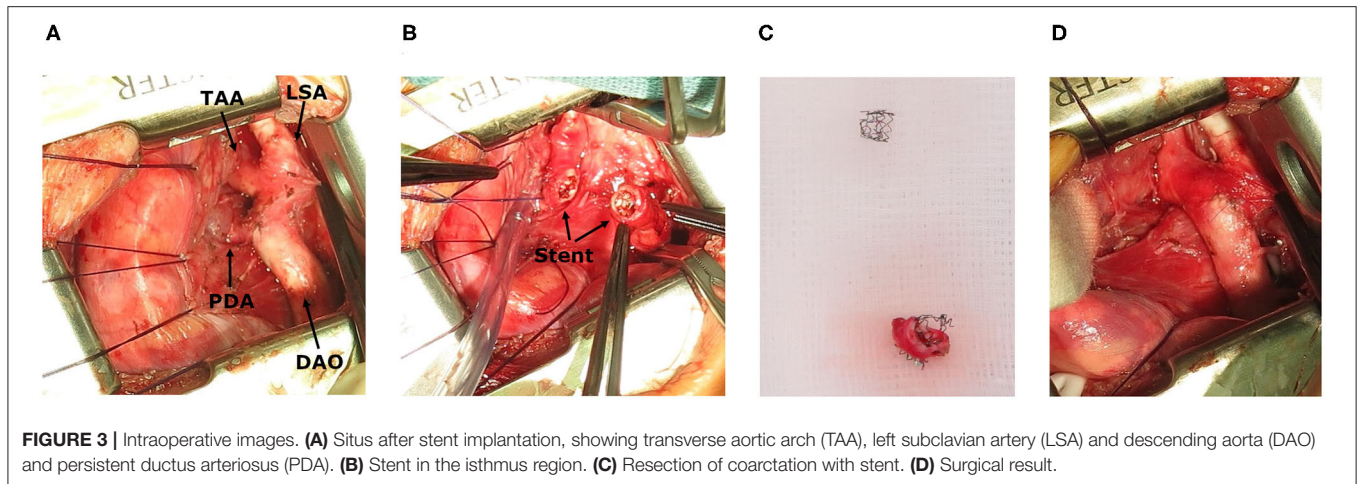 A
B
C
D
TAA
LSA
PDA
DAO
Stent
FIGURE 3 | Intraoperative images. (A) Situs after stent implantation, showing transverse aortic arch (TAA), left subclavian artery (LSA) and descending aorta (DAO)
and persistent ductus arteriosus (PDA). (B) Stent in the isthmus region. (C) Resection of coarctation with stent. (D) Surgical result.